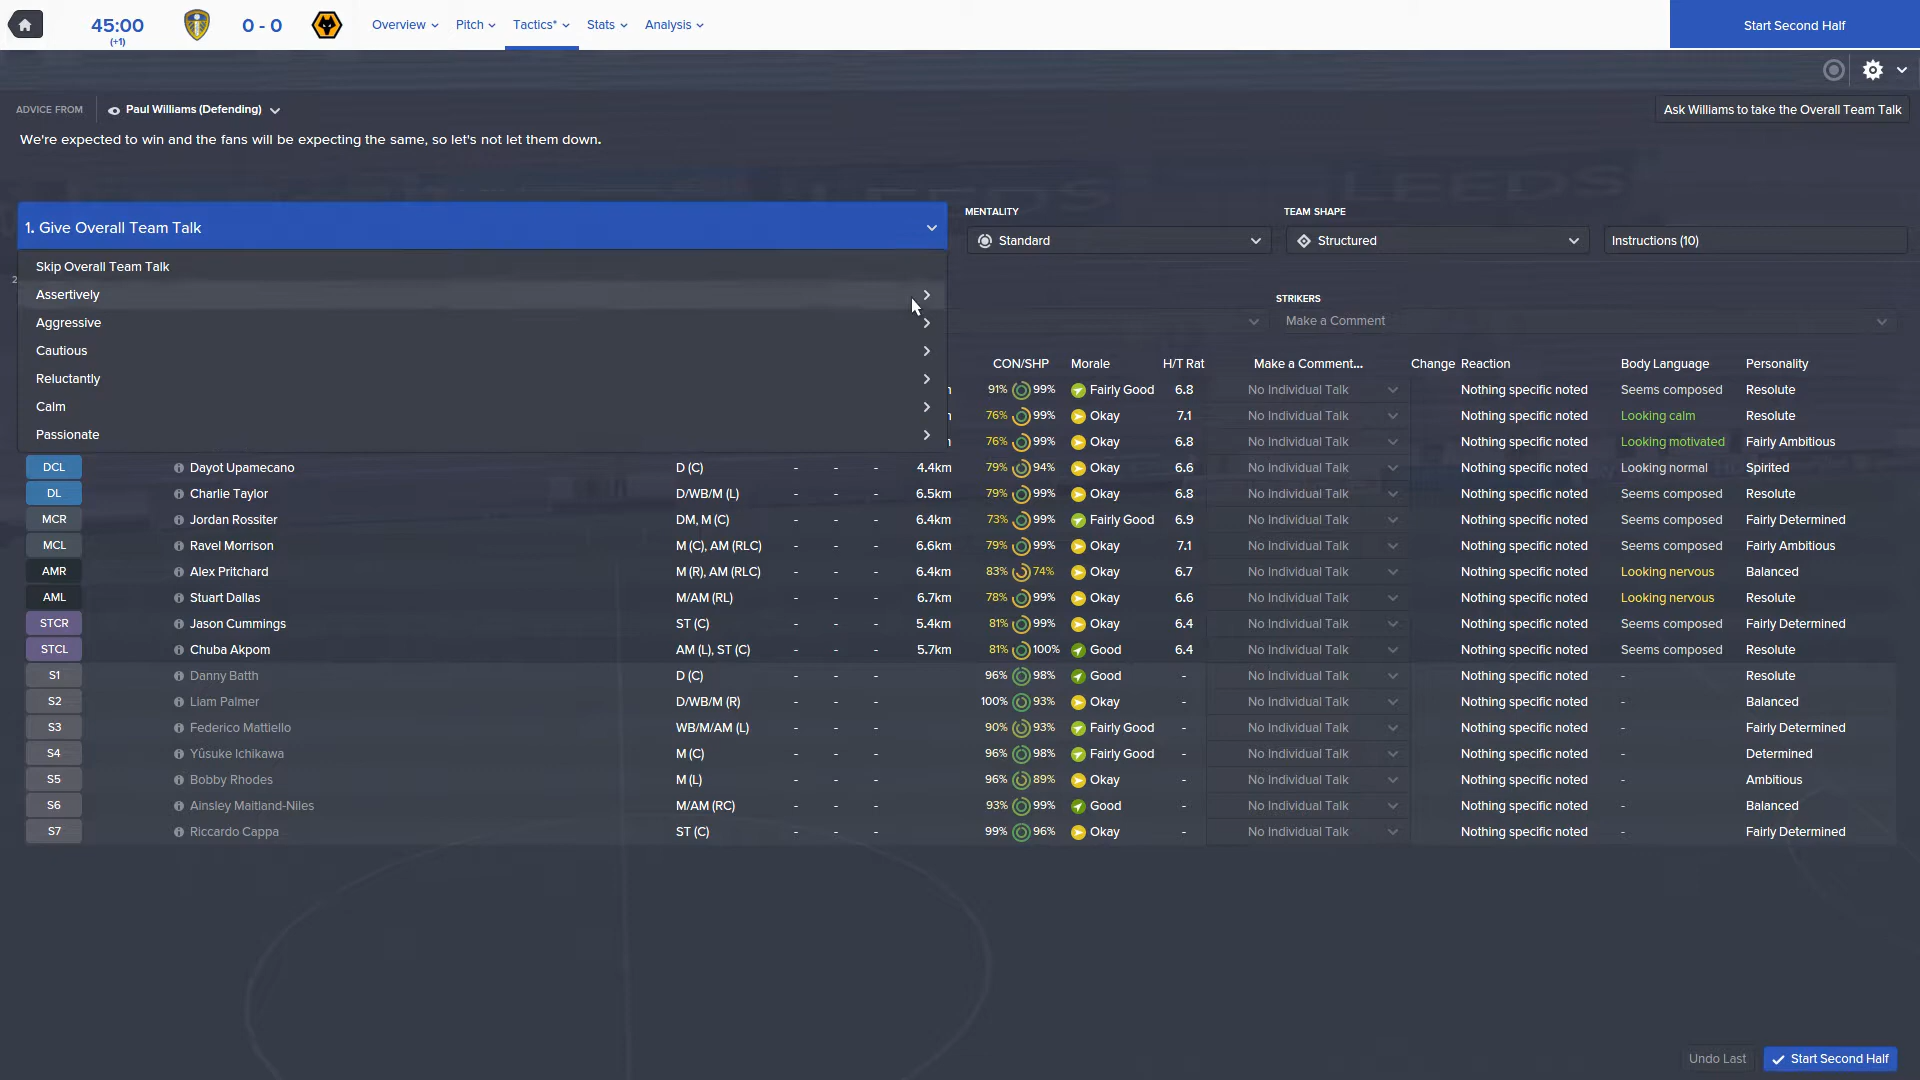 45:00
(+1)
0 - 0
Overview
Pitch
Tactics*
Stats
Analysis
Start Second Half
ADVICE FROM
Paul Williams (Defending)
Ask Williams to take the Overall Team Talk
We're expected to win and the fans will be expecting the same, so let's not let them down.
LEEDS LEEDS
1. Give Overall Team Talk
MENTALITY
Standard
TEAM SHAPE
Structured
Instructions (10)
Skip Overall Team Talk
2
Assertively
Aggressive
Cautious
Reluctantly
Calm
Passionate
STRIKERS
Make a Comment
CON/SHP Morale H/T Rat Make a Comment... Change Reaction Body Language Personality
91% 99% Fairly Good 6.8 No Individual Talk Nothing specific noted Seems composed Resolute
76% 99% Okay 7.1 No Individual Talk Nothing specific noted Looking calm Resolute
76% 99% Okay 6.8 No Individual Talk Nothing specific noted Looking motivated Fairly Ambitious
DCL Dayot Upamecano D (C) - - - 4.4km 79% 94% Okay 6.6 No Individual Talk Nothing specific noted Looking normal Spirited
DL Charlie Taylor D/WB/M (L) - - - 6.5km 79% 99% Okay 6.8 No Individual Talk Nothing specific noted Seems composed Resolute
MCR Jordan Rossiter DM, M (C) - - - 6.4km 73% 99% Fairly Good 6.9 No Individual Talk Nothing specific noted Seems composed Fairly Determined
MCL Ravel Morrison M (C), AM (RLC) - - - 6.6km 79% 99% Okay 7.1 No Individual Talk Nothing specific noted Seems composed Fairly Ambitious
AMR Alex Pritchard M (R), AM (RLC) - - - 6.4km 83% 74% Okay 6.7 No Individual Talk Nothing specific noted Looking nervous Balanced
AML Stuart Dallas M/AM (RL) - - - 6.7km 78% 99% Okay 6.6 No Individual Talk Nothing specific noted Looking nervous Resolute
STCR Jason Cummings ST (C) - - - 5.4km 81% 99% Okay 6.4 No Individual Talk Nothing specific noted Seems composed Fairly Determined
STCL Chuba Akpom AM (L), ST (C) - - - 5.7km 81% 100% Good 6.4 No Individual Talk Nothing specific noted Seems composed Resolute
S1 Danny Batth D (C) - - - 96% 98% Good - No Individual Talk Nothing specific noted - Resolute
S2 Liam Palmer D/WB/M (R) - - - 100% 93% Okay - No Individual Talk Nothing specific noted - Balanced
S3 Federico Mattiello WB/M/AM (L) - - - 90% 93% Fairly Good - No Individual Talk Nothing specific noted - Fairly Determined
S4 Yûsuke Ichikawa M (C) - - - 96% 98% Fairly Good - No Individual Talk Nothing specific noted - Determined
S5 Bobby Rhodes M (L) - - - 96% 89% Okay - No Individual Talk Nothing specific noted - Ambitious
S6 Ainsley Maitland-Niles M/AM (RC) - - - 93% 99% Good - No Individual Talk Nothing specific noted - Balanced
S7 Riccardo Cappa ST (C) - - - 99% 96% Okay - No Individual Talk Nothing specific noted - Fairly Determined
Undo Last
Start Second Half